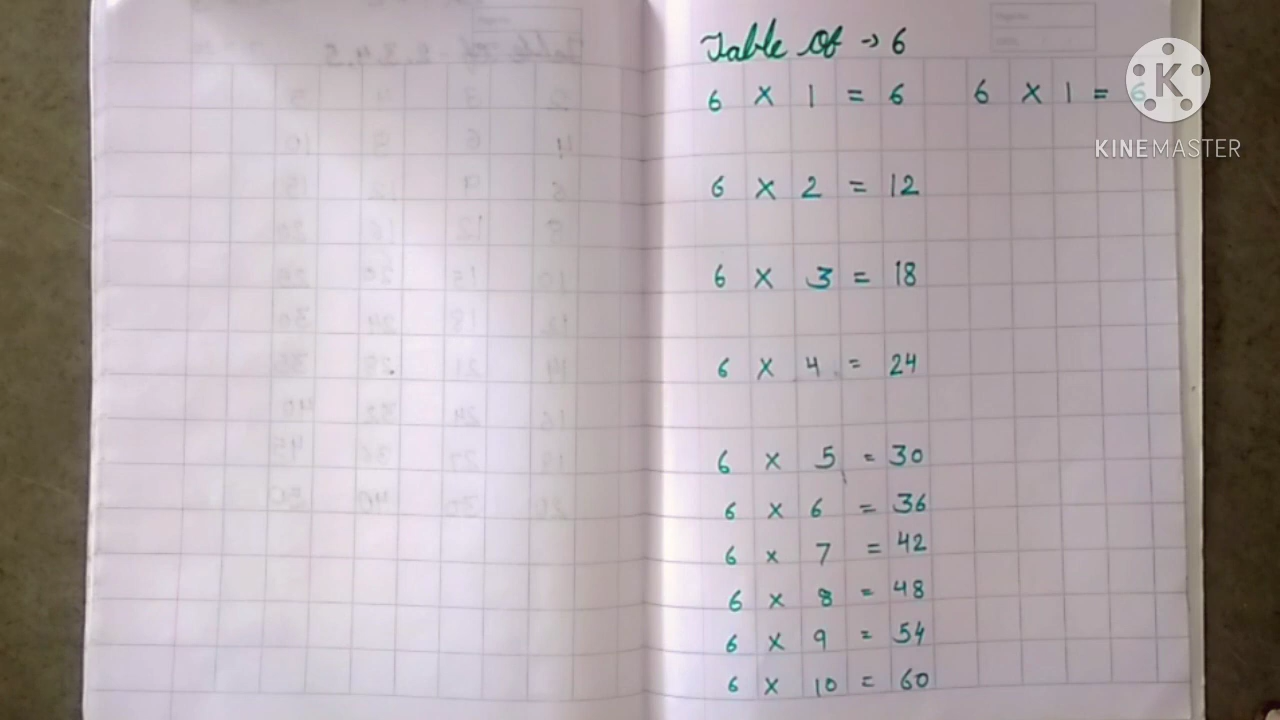 Table of → 6
6 X 1 = 6 6 X 1 = 6
K
KINEMASTER
6 X 2 = 12
6 X 3 = 18
6 X 4 = 24
6 X 5 = 30
6 X 6 = 36
6 X 7 = 42
6 X 8 = 48
6 X 9 = 54
6 X 10 = 60